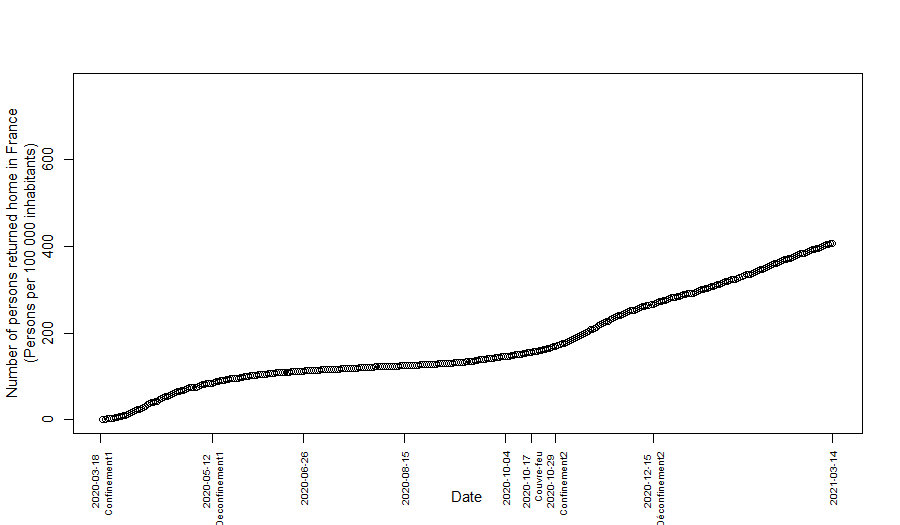 Number of persons returned home in France
(Persons per 100 000 inhabitants)
600
400
200
0
2020-03-18
Confinement1
2020-05-12
Deconfinement1
2020-06-26
2020-08-15
2020-10-04
2020-10-17
Couvre-feu
2020-10-29
Confinement2
2020-12-15
Déconfinement2
2021-03-14
Date